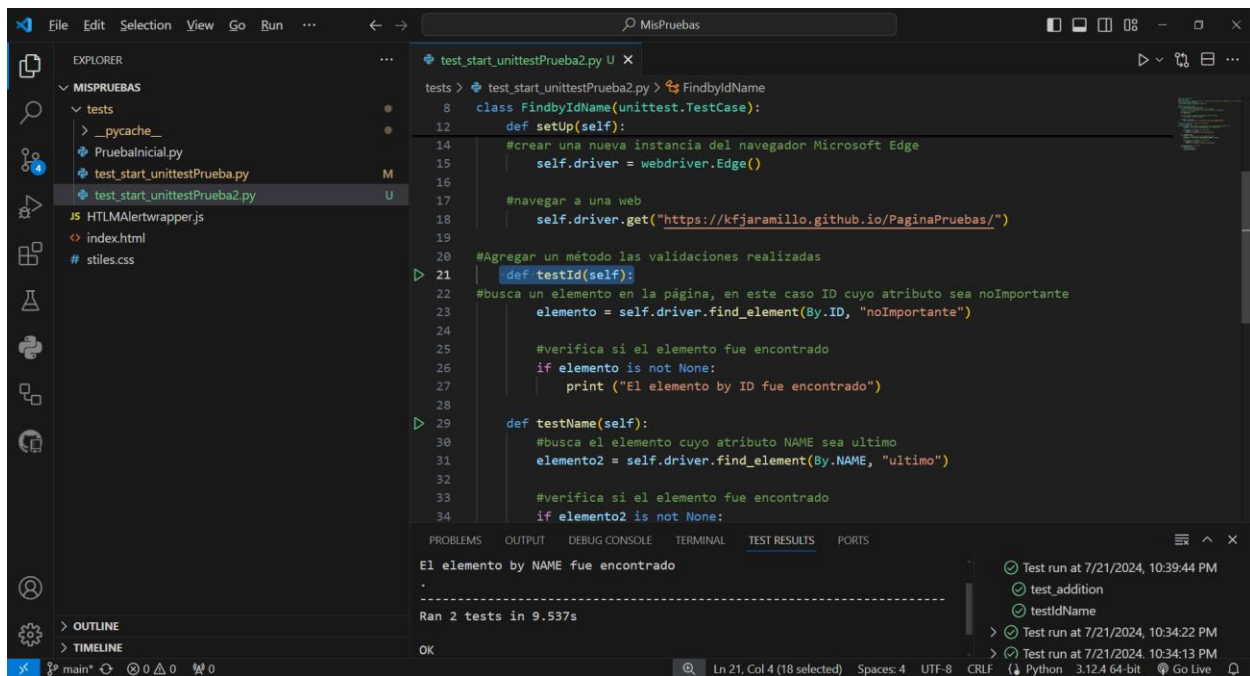 File Edit Selection View Go Run ··· MisPruebas
EXPLORER ···
MISPRUEBAS
tests
__pycache__
PruebaInicial.py
test_start_unittestPrueba.py M
test_start_unittestPrueba2.py U
JS HTLMAlertwrapper.js
<> index.html
# stiles.css
OUTLINE
TIMELINE
4
test_start_unittestPrueba2.py U
tests > test_start_unittestPrueba2.py > FindbyIdName
8 class FindbyIdName(unittest.TestCase):
12 def setUp(self):
14 #crear una nueva instancia del navegador Microsoft Edge
15 self.driver = webdriver.Edge()
16
17 #navegar a una web
18 self.driver.get("https://kfjaramillo.github.io/PaginaPruebas/")
19
20 #Agregar un método las validaciones realizadas
21 def testId(self):
22 #busca un elemento en la página, en este caso ID cuyo atributo sea noImportante
23 elemento = self.driver.find_element(By.ID, "noImportante")
24
25 #verifica si el elemento fue encontrado
26 if elemento is not None:
27 print ("El elemento by ID fue encontrado")
28
29 def testName(self):
30 #busca el elemento cuyo atributo NAME sea ultimo
31 elemento2 = self.driver.find_element(By.NAME, "ultimo")
32
33 #verifica si el elemento fue encontrado
34 if elemento2 is not None:
PROBLEMS OUTPUT DEBUG CONSOLE TERMINAL TEST RESULTS PORTS
El elemento by NAME fue encontrado
.
----------------------------------------------------------------------
Ran 2 tests in 9.537s
OK
Test run at 7/21/2024, 10:39:44 PM
test_addition
testIdName
Test run at 7/21/2024, 10:34:22 PM
Test run at 7/21/2024, 10:34:13 PM
main* 0 0 0 Ln 21, Col 4 (18 selected) Spaces: 4 UTF-8 CRLF Python 3.12.4 64-bit Go Live